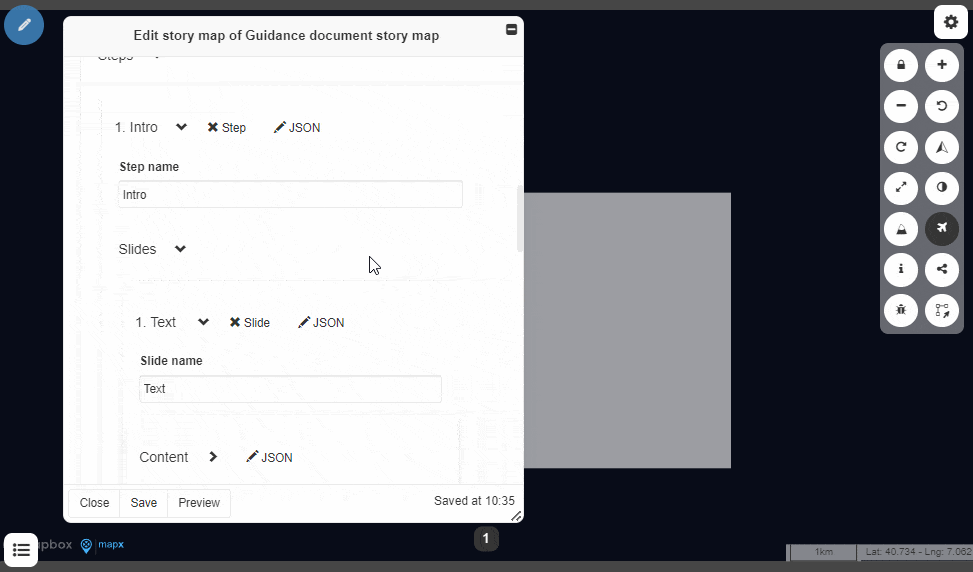 Edit story map of Guidance document story map
Steps
1. Intro Step JSON
Step name
Intro
Slides
1. Text Slide JSON
Slide name
Text
Content JSON
Close Save Preview Saved at 10:35
1
mapx
1km Lat: 40.734 - Lng: 7.062